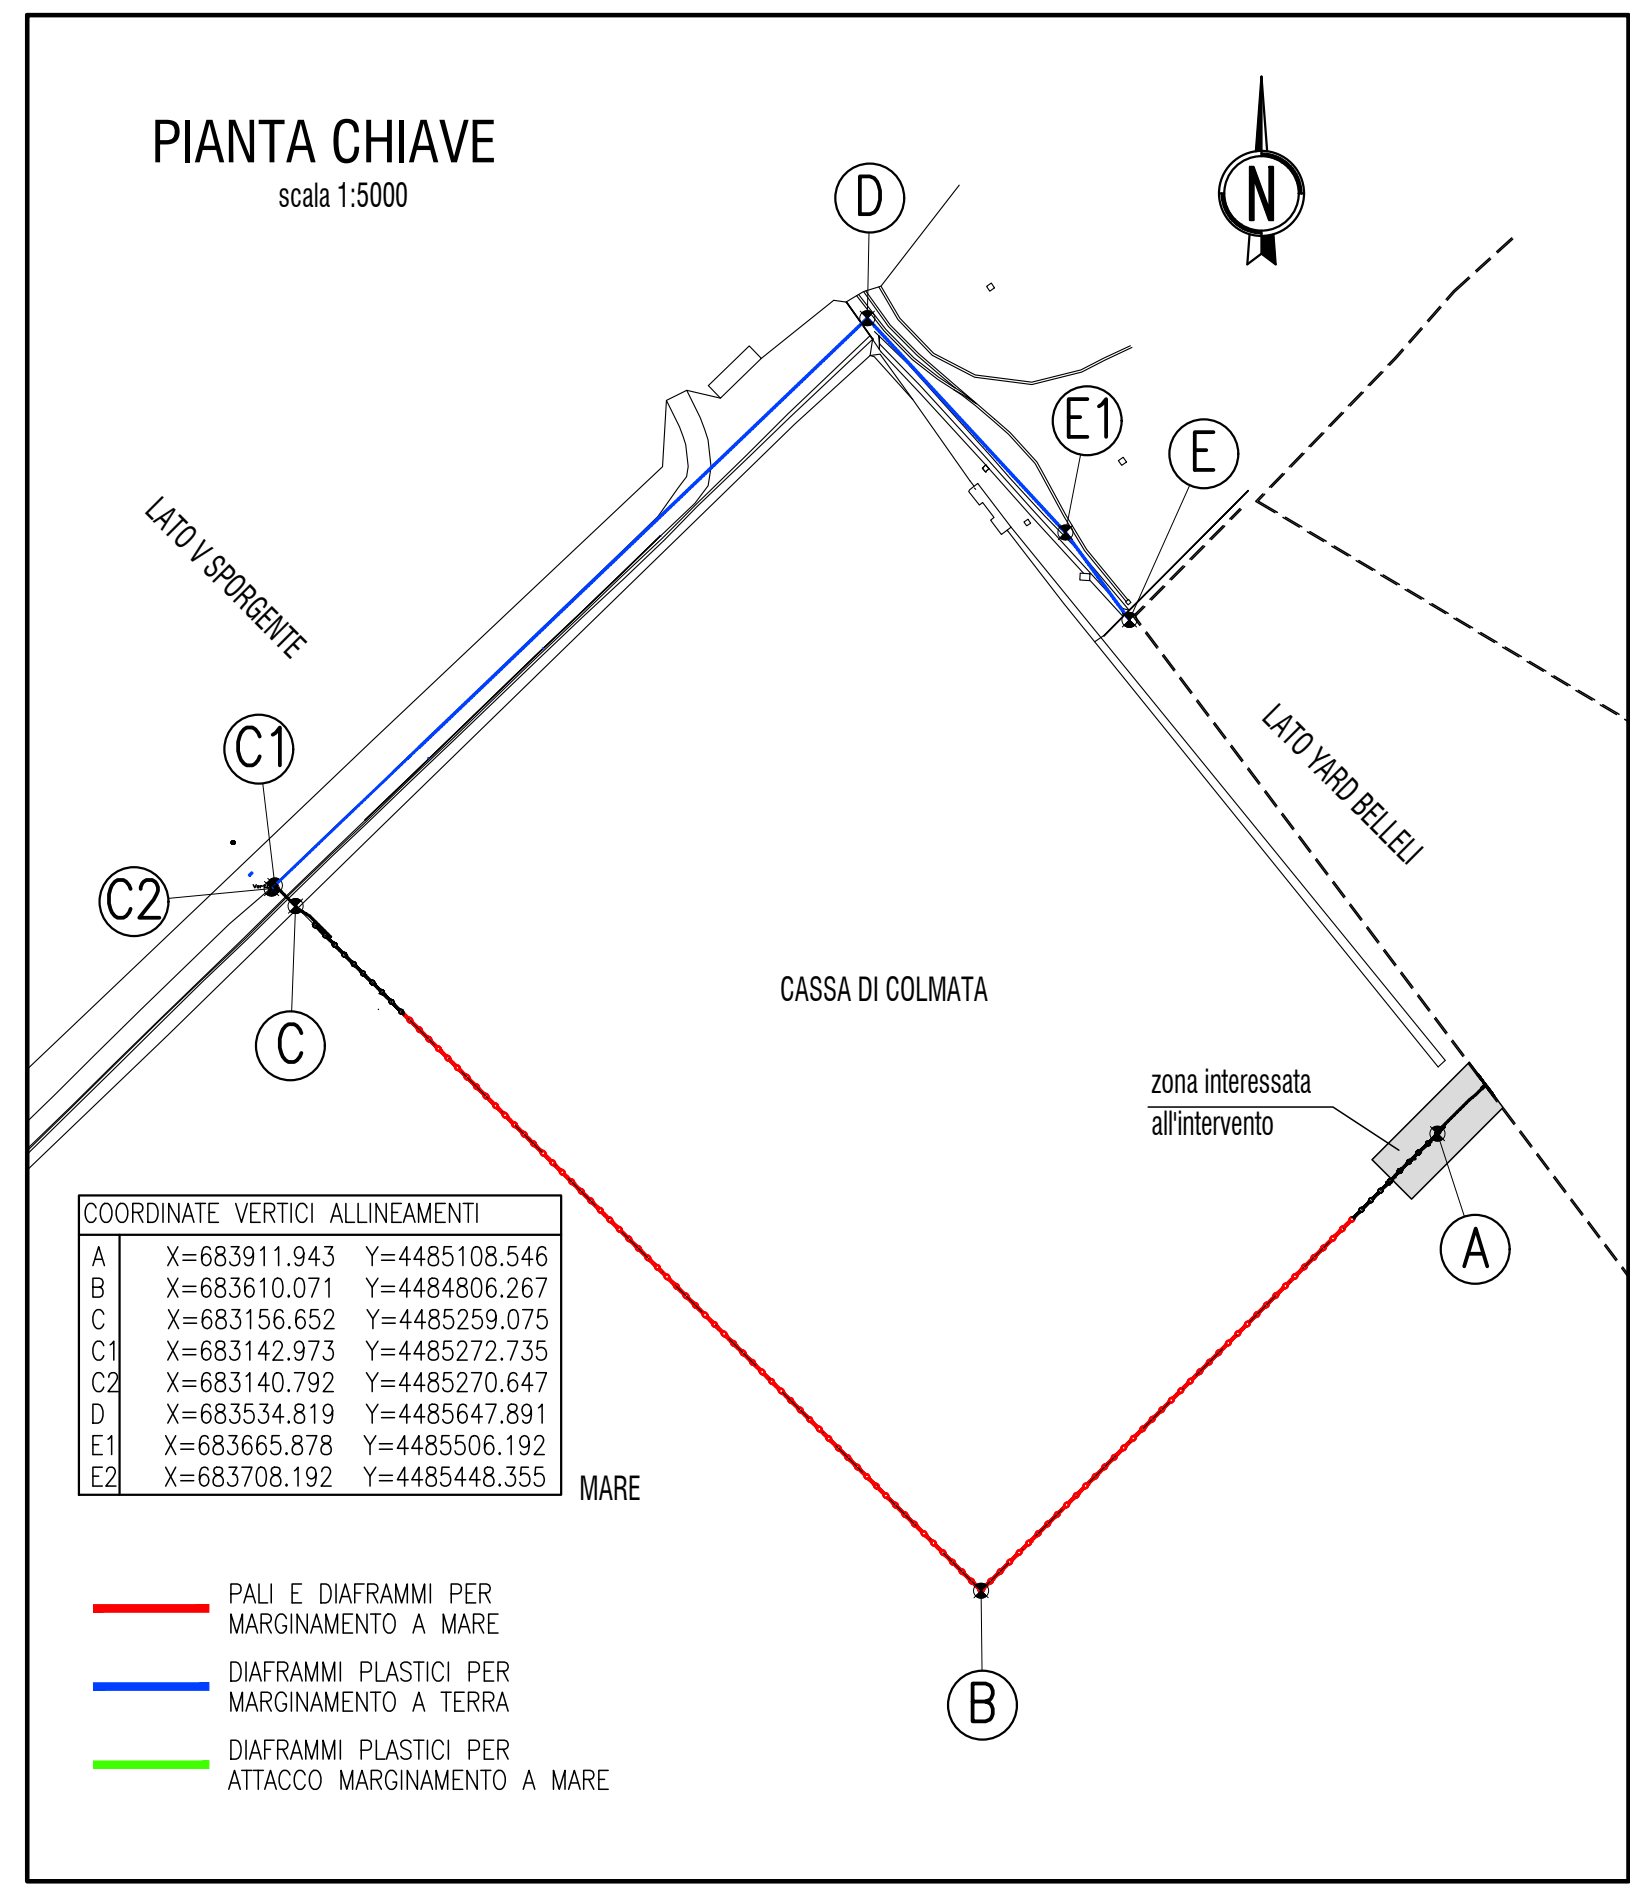 PIANTA CHIAVE
scala 1:5000
N
D
E1
E
LATO V SPORGENTE
C1
LATO YARD BELLELI
C2
C
CASSA DI COLMATA
zona interessata
all'intervento
A
COORDINATE VERTICI ALLINEAMENTI
A X=683911.943 Y=4485108.546
B X=683610.071 Y=4484806.267
C X=683156.652 Y=4485259.075
C1 X=683142.973 Y=4485272.735
C2 X=683140.792 Y=4485270.647
D X=683534.819 Y=4485647.891
E1 X=683665.878 Y=4485506.192
E2 X=683708.192 Y=4485448.355
MARE
PALI E DIAFRAMMI PER
MARGINAMENTO A MARE
DIAFRAMMI PLASTICI PER
MARGINAMENTO A TERRA
B
DIAFRAMMI PLASTICI PER
ATTACCO MARGINAMENTO A MARE